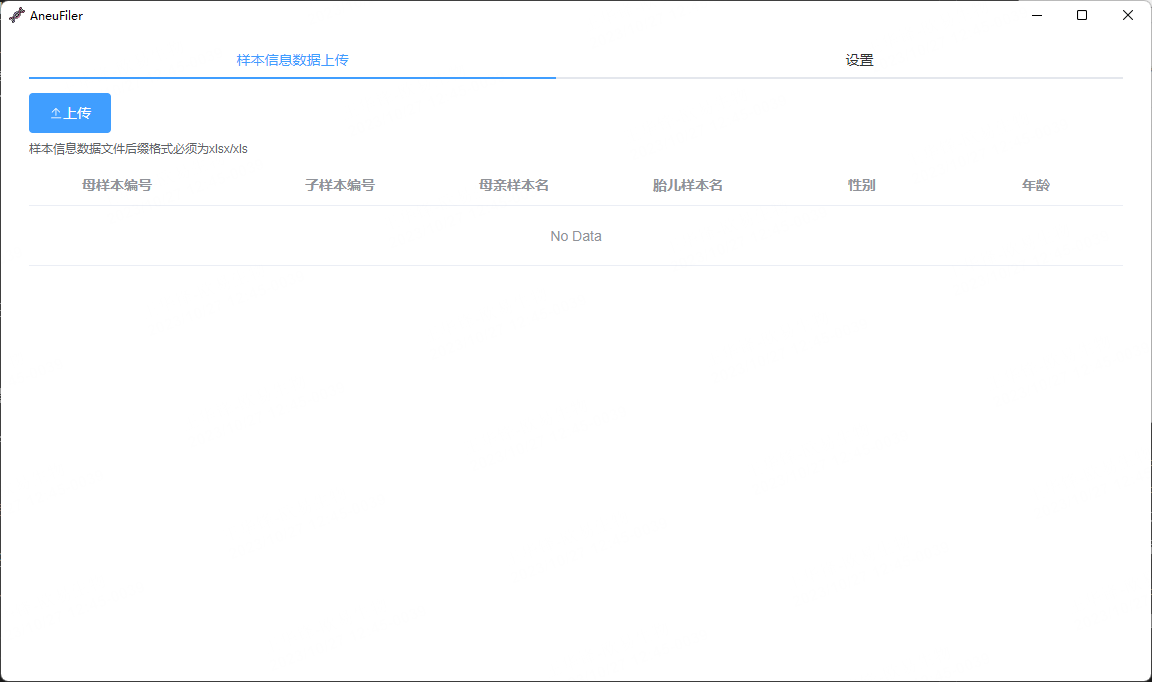 AneuFiler
样本信息数据上传 设置
上传
样本信息数据文件后缀格式必须为xlsx/xls
母样本编号 子样本编号 母亲样本名 胎儿样本名 性别 年龄
No Data